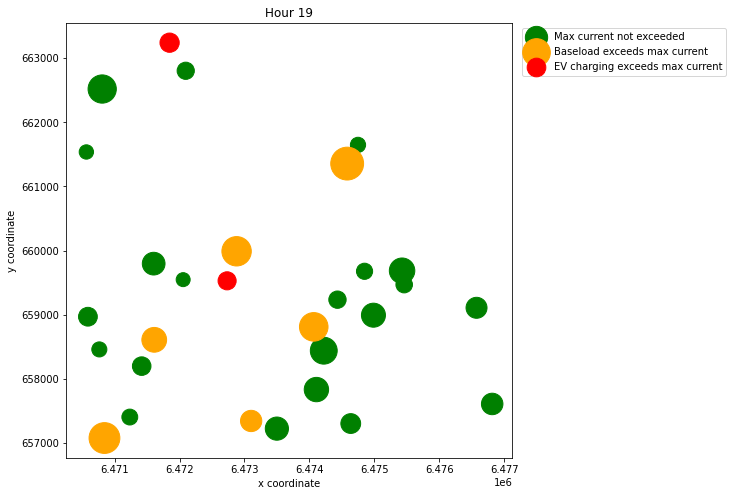 Hour 19
Max current not exceeded
Baseload exceeds max current
EV charging exceeds max current
663000
662000
661000
660000
659000
658000
657000
y coordinate
6.471 6.472 6.473 6.474 6.475 6.476 6.477
1e6
x coordinate